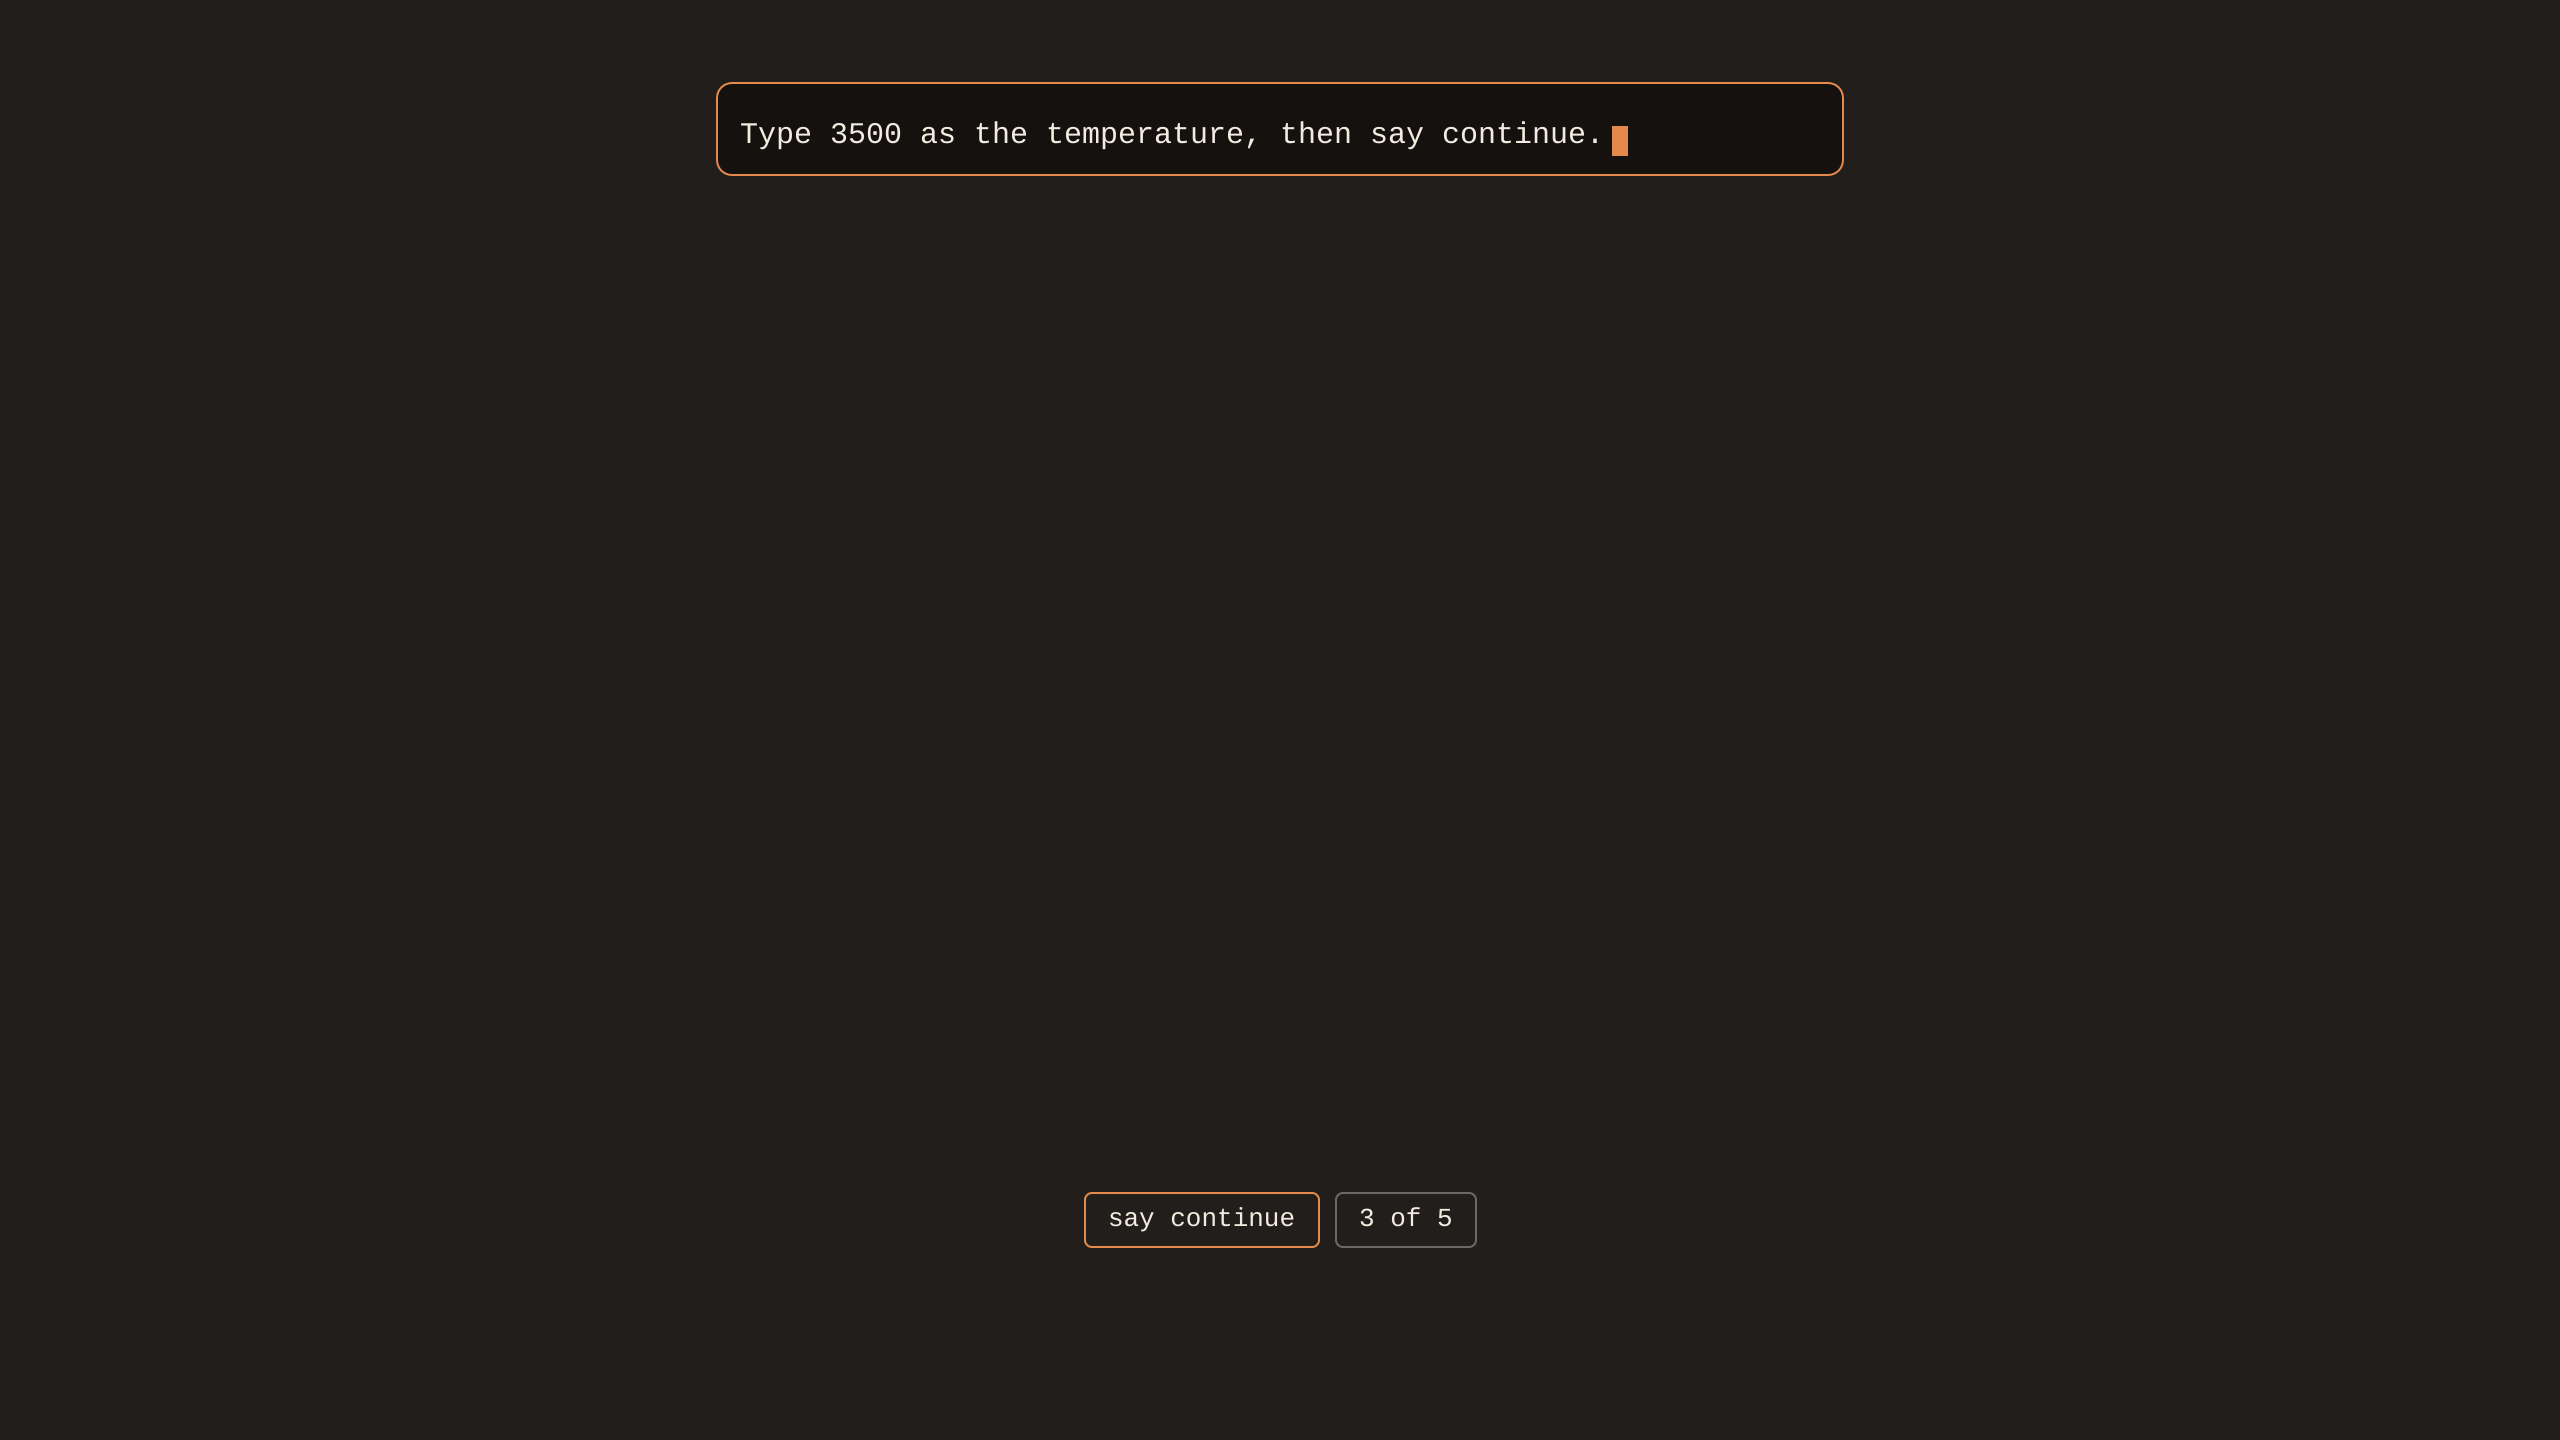 Type 3500 as the temperature, then say continue.
say continue
3 of 5